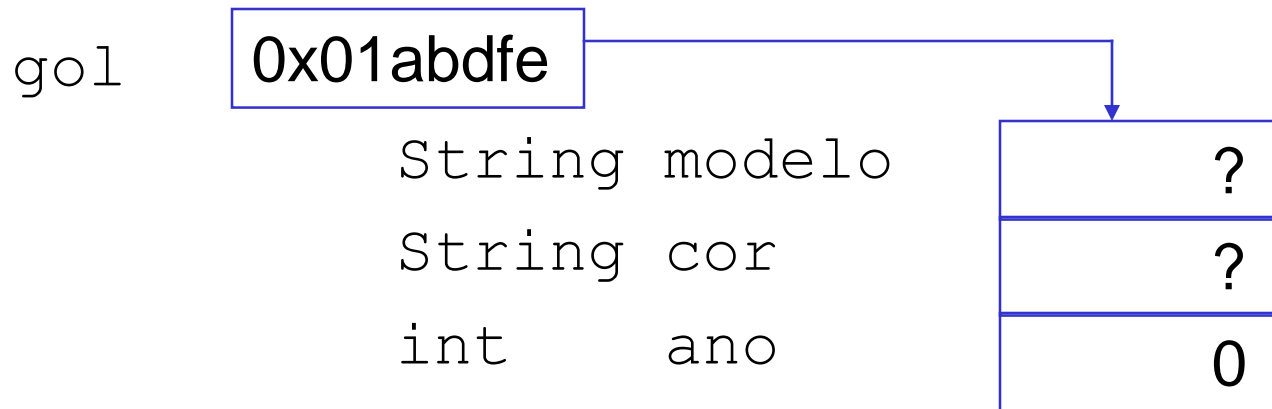 gol 0x01abdfe
String modelo ?
String cor ?
int ano 0